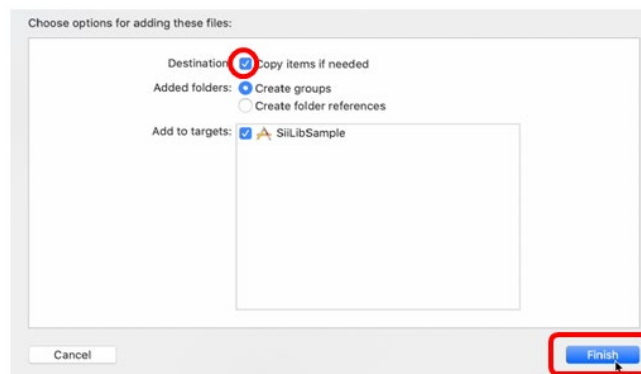 Choose options for adding these files:
Destination: Copy items if needed
Added folders: Create groups
Create folder references
Add to targets: SiiLibSample
Cancel Finish